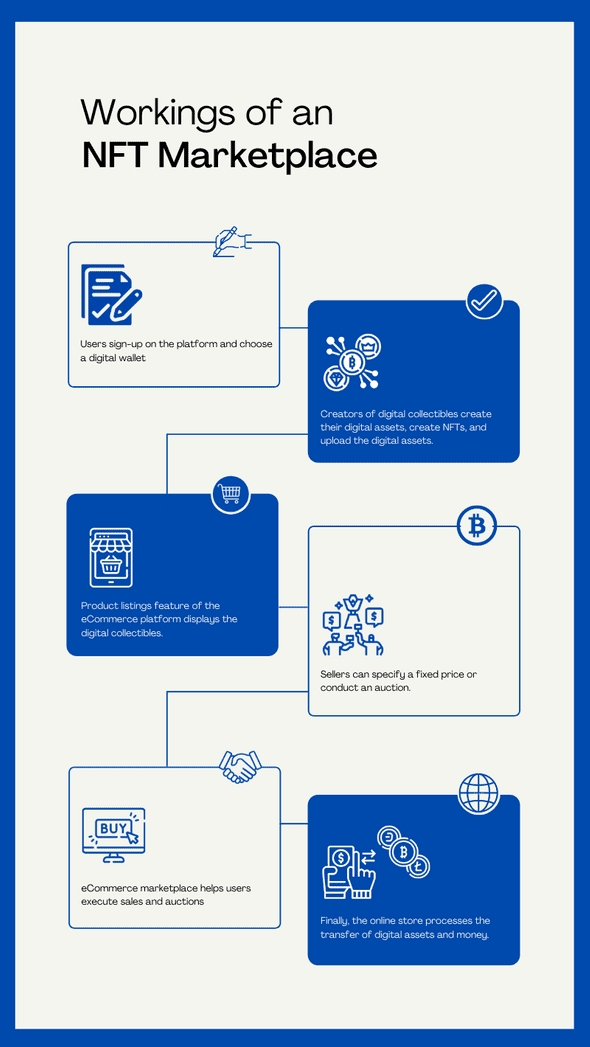 Workings of an
NFT Marketplace
Users sign-up on the platform and choose
a digital wallet
Creators of digital collectibles create
their digital assets, create NFTs, and
upload the digital assets.
Product listings feature of the
eCommerce platform displays the
digital collectibles.
Sellers can specify a fixed price or
conduct an auction.
BUY
eCommerce marketplace helps users
execute sales and auctions
Finally, the online store processes the
transfer of digital assets and money.